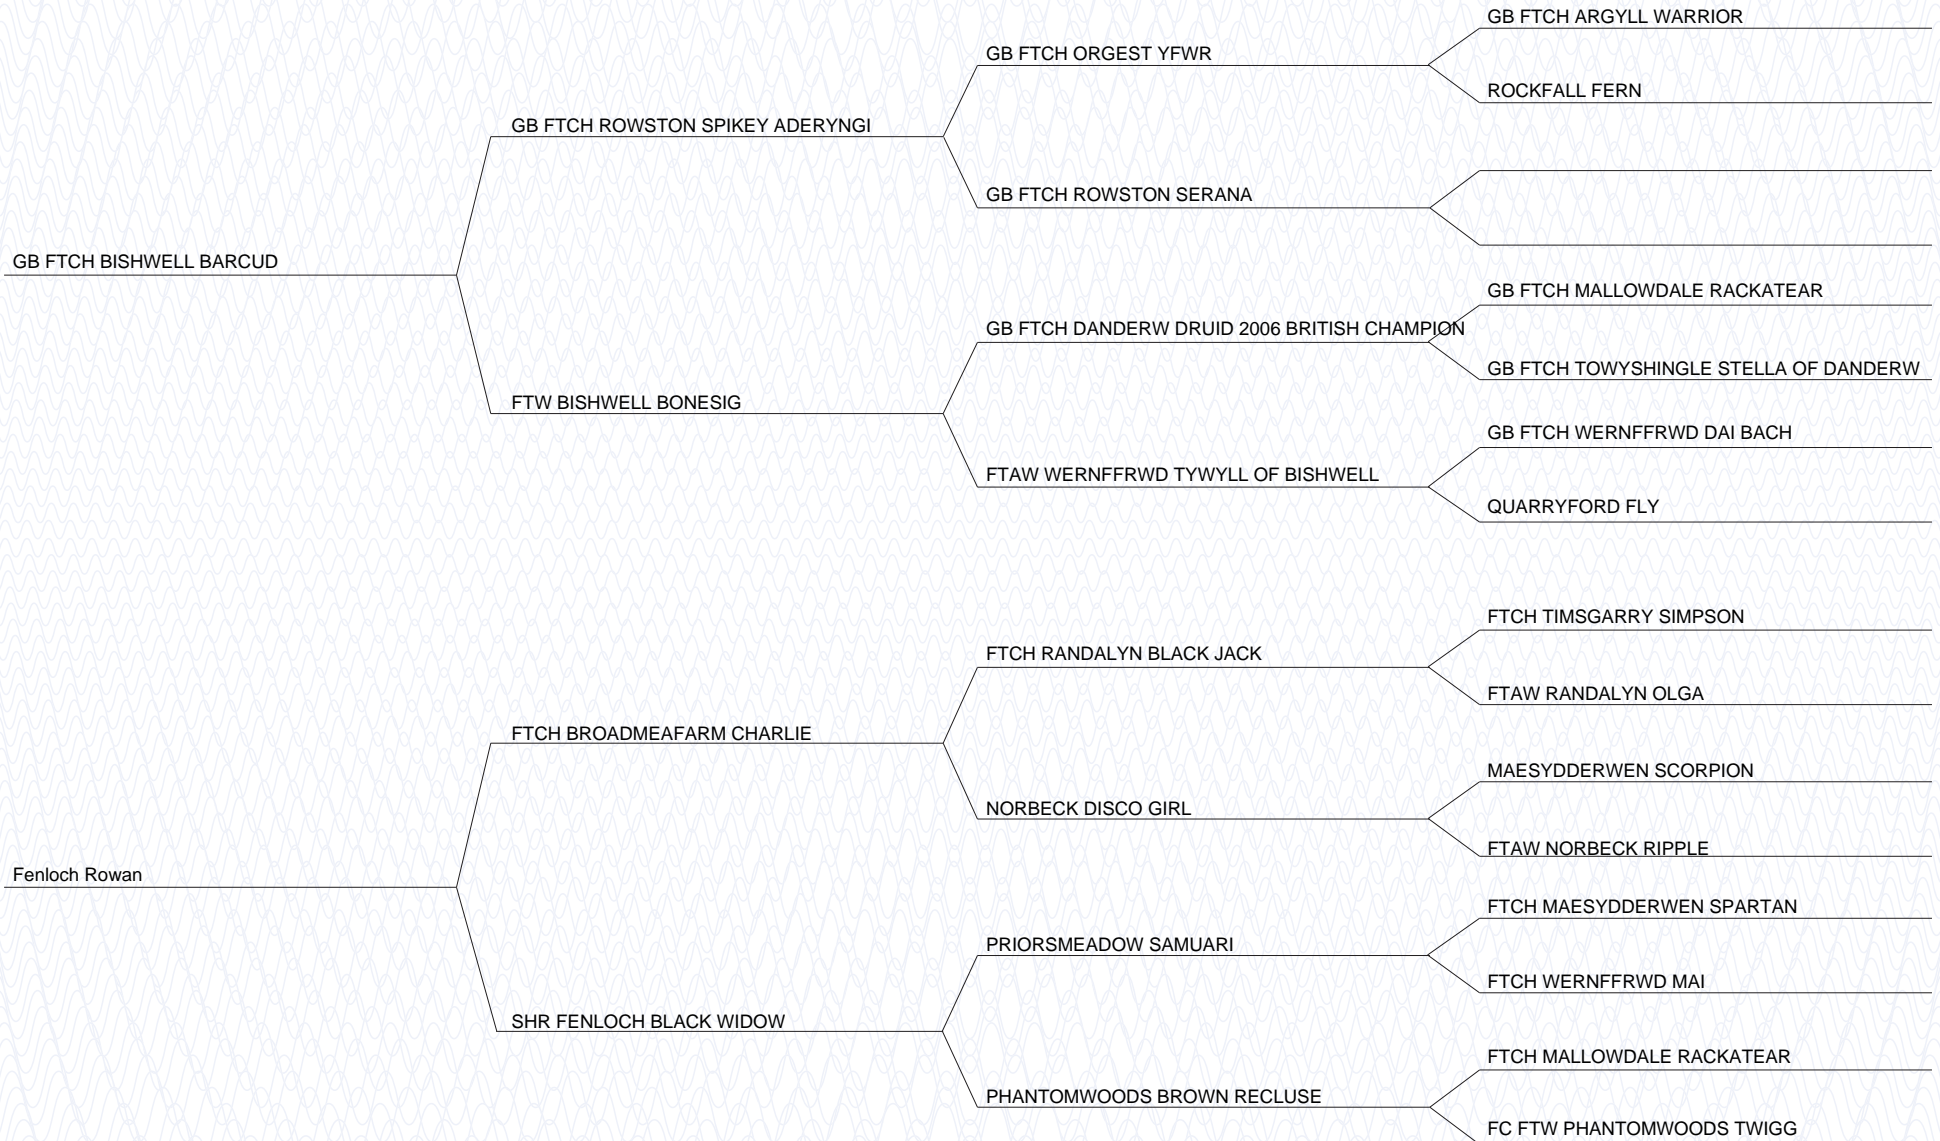 GB FTCH ARGYLL WARRIOR
GB FTCH ORGEST YFWR
ROCKFALL FERN
GB FTCH ROWSTON SPIKEY ADERYNGI
GB FTCH ROWSTON SERANA
GB FTCH BISHWELL BARCUD
GB FTCH MALLOWDALE RACKATEAR
GB FTCH DANDERW DRUID 2006 BRITISH CHAMPION
GB FTCH TOWYSHINGLE STELLA OF DANDERW
FTW BISHWELL BONESIG
GB FTCH WERNFFRWD DAI BACH
FTAW WERNFFRWD TYWYLL OF BISHWELL
QUARRYFORD FLY
FTCH TIMSGARRY SIMPSON
FTCH RANDALYN BLACK JACK
FTAW RANDALYN OLGA
FTCH BROADMEAFARM CHARLIE
MAESYDDERWEN SCORPION
NORBECK DISCO GIRL
FTAW NORBECK RIPPLE
Fenloch Rowan
FTCH MAESYDDERWEN SPARTAN
PRIORSMEADOW SAMUARI
FTCH WERNFFRWD MAI
SHR FENLOCH BLACK WIDOW
FTCH MALLOWDALE RACKATEAR
PHANTOMWOODS BROWN RECLUSE
FC FTW PHANTOMWOODS TWIGG